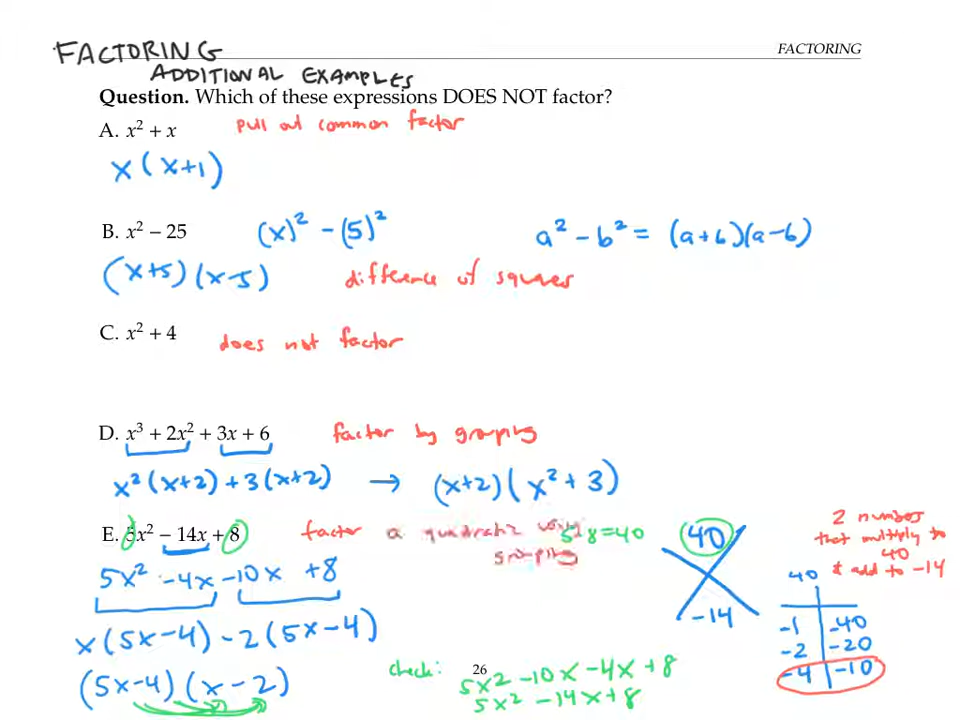 FACTORING
FACTORING
ADDITIONAL EXAMPLES
Question. Which of these expressions DOES NOT factor?
A. x² + x pull out common factor
x(x+1)
B. x² − 25 (x)² − (5)² a² − b² = (a+b)(a−b)
(x+5)(x−5) difference of squares
C. x² + 4 does not factor
D. x³ + 2x² + 3x + 6 factor by grouping
x²(x+2) + 3(x+2) → (x+2)(x² + 3)
E. 5x² − 14x + 8 factor a quadratic using
grouping
5·8=40
40
−14
2 numbers
that multiply to
40
& add to −14
40
−1 −40
−2 −20
−4 −10
5x² −4x −10x +8
x(5x−4) −2(5x−4)
(5x−4)(x−2)
check: 5x² −10x −4x +8
5x² −14x +8
26